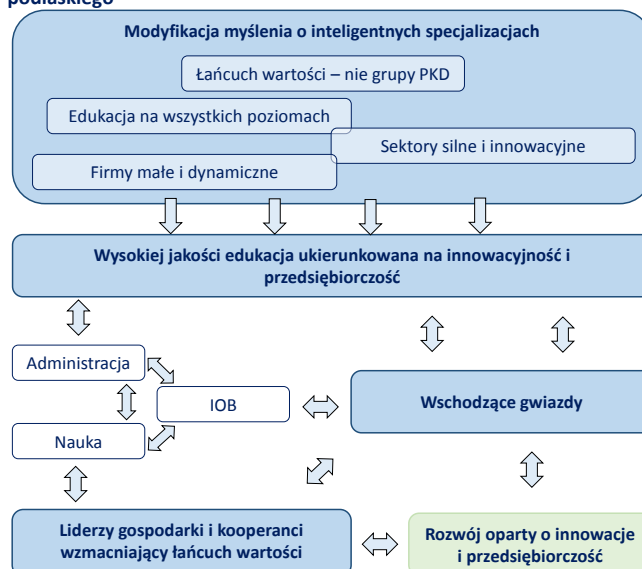 podlaskiego
Modyfikacja myślenia o inteligentnych specjalizacjach
Łańcuch wartości – nie grupy PKD
Edukacja na wszystkich poziomach
Sektory silne i innowacyjne
Firmy małe i dynamiczne
Wysokiej jakości edukacja ukierunkowana na innowacyjność i
przedsiębiorczość
Administracja
IOB
Wschodzące gwiazdy
Nauka
Liderzy gospodarki i kooperanci
wzmacniający łańcuch wartości
Rozwój oparty o innowacje
i przedsiębiorczość